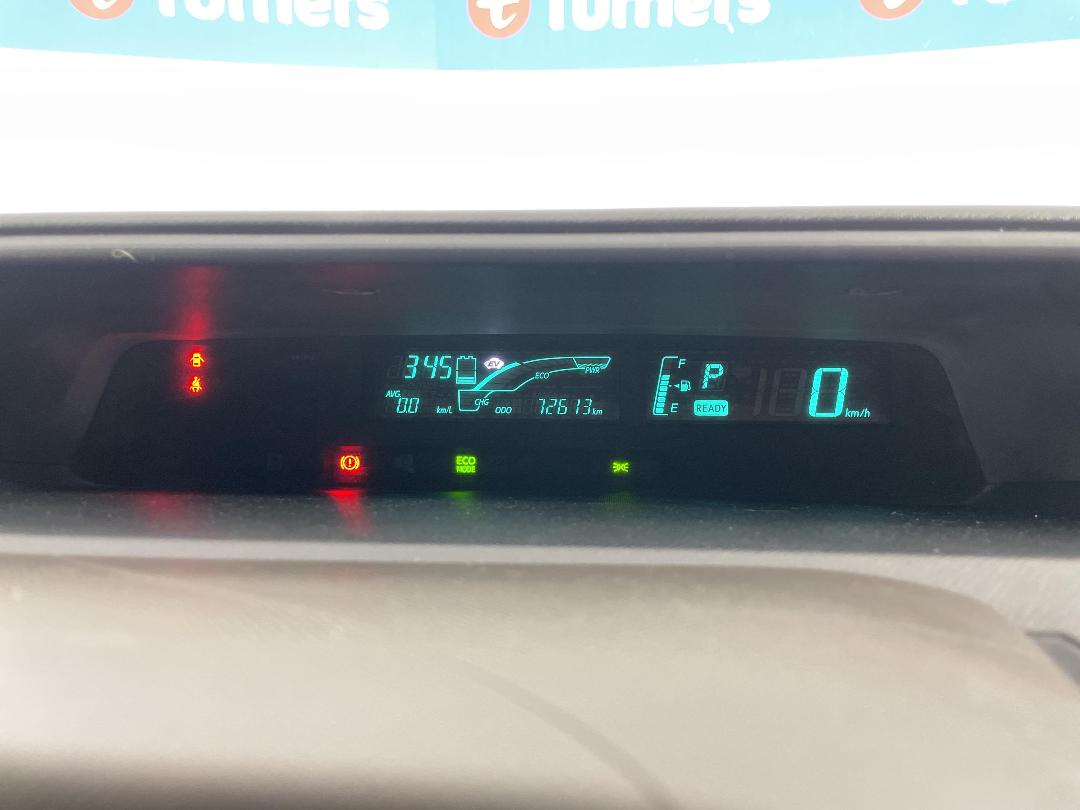 Turners Turners
345 EV PWR
ECO
AVG. 0.0 km/L CHG ODO 72613 km
F P
E READY 0 km/h
ECO
MODE